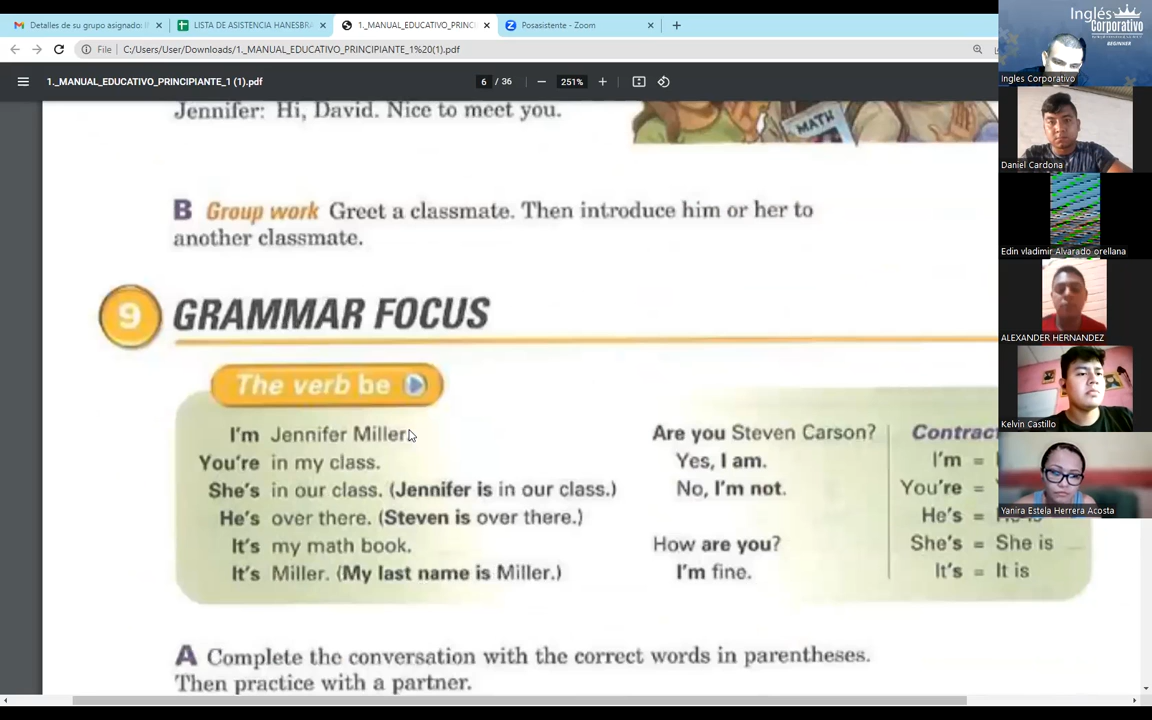 Detalles de su grupo asignado: I
LISTA DE ASISTENCIA HANESBRA
1._MANUAL_EDUCATIVO_PRINC
Posasistente - Zoom
File
C:/Users/User/Downloads/1._MANUAL_EDUCATIVO_PRINCIPIANTE_1%20(1).pdf
1._MANUAL_EDUCATIVO_PRINCIPIANTE_1 (1).pdf
6 / 36
251%
Jennifer: Hi, David. Nice to meet you.
MATH
B Group work Greet a classmate. Then introduce him or her to
another classmate.
9 GRAMMAR FOCUS
The verb be
I'm Jennifer Miller
You're in my class.
She's in our class. (Jennifer is in our class.)
He's over there. (Steven is over there.)
It's my math book.
It's Miller. (My last name is Miller.)
Are you Steven Carson?
Yes, I am.
No, I'm not.
How are you?
I'm fine.
Contrac
I'm =
You're =
He's = He is
She's = She is
It's = It is
A Complete the conversation with the correct words in parentheses.
Then practice with a partner.
Inglés
Corporativo
BEGINNER
Ingles Corporativo
Daniel Cardona
Edin vladimir Alvarado orellana
ALEXANDER HERNANDEZ
Kelvin Castillo
Yanira Estela Herrera Acosta